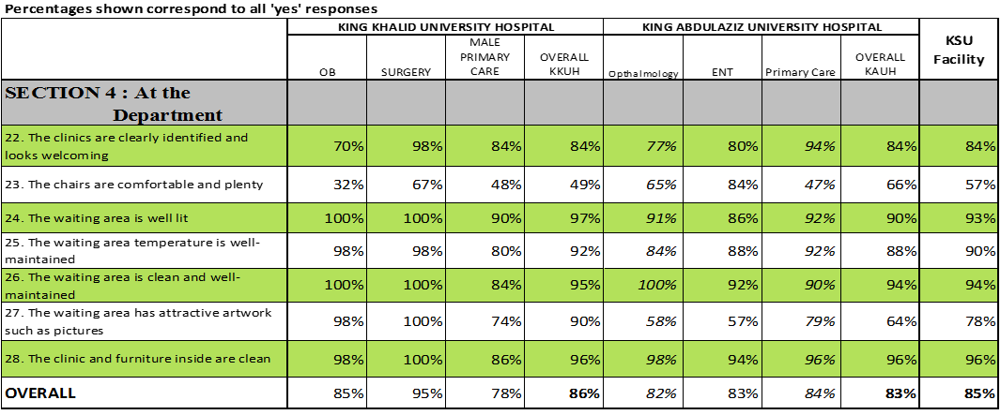 Percentages shown correspond to all 'yes' responses
KING KHALID UNIVERSITY HOSPITAL KING ABDULAZIZ UNIVERSITY HOSPITAL KSU Facility
OB SURGERY MALE PRIMARY CARE OVERALL KKUH Opthalmology ENT Primary Care OVERALL KAUH
SECTION 4 : At the
Department
22. The clinics are clearly identified and
looks welcoming 70% 98% 84% 84% 77% 80% 94% 84% 84%
23. The chairs are comfortable and plenty 32% 67% 48% 49% 65% 84% 47% 66% 57%
24. The waiting area is well lit 100% 100% 90% 97% 91% 86% 92% 90% 93%
25. The waiting area temperature is well-
maintained 98% 98% 80% 92% 84% 88% 92% 88% 90%
26. The waiting area is clean and well-
maintained 100% 100% 84% 95% 100% 92% 90% 94% 94%
27. The waiting area has attractive artwork
such as pictures 98% 100% 74% 90% 58% 57% 79% 64% 78%
28. The clinic and furniture inside are clean 98% 100% 86% 96% 98% 94% 96% 96% 96%
OVERALL 85% 95% 78% 86% 82% 83% 84% 83% 85%